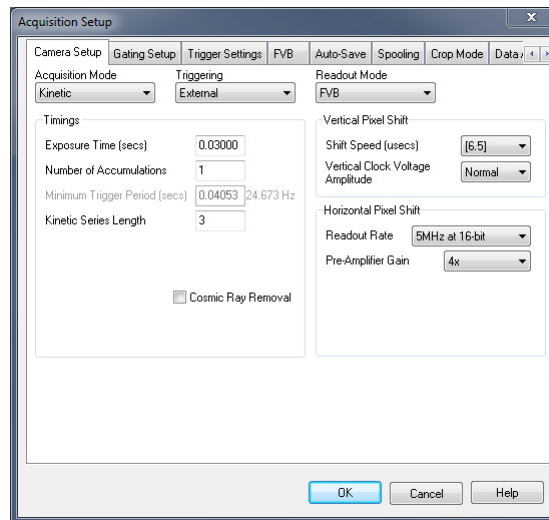 Acquisition Setup
X
Camera Setup
Gating Setup
Trigger Settings
FVB
Auto-Save
Spooling
Crop Mode
Data
Acquisition Mode
Triggering
Readout Mode
Kinetic
External
FVB
Timings
Exposure Time (secs) 0.03000
Number of Accumulations 1
Minimum Trigger Period (secs) 0.04053 24.673 Hz
Kinetic Series Length 3
Cosmic Ray Removal
Vertical Pixel Shift
Shift Speed (usecs) [6.5]
Vertical Clock Voltage
Amplitude
Normal
Horizontal Pixel Shift
Readout Rate 5MHz at 16-bit
Pre-Amplifier Gain 4x
OK
Cancel
Help